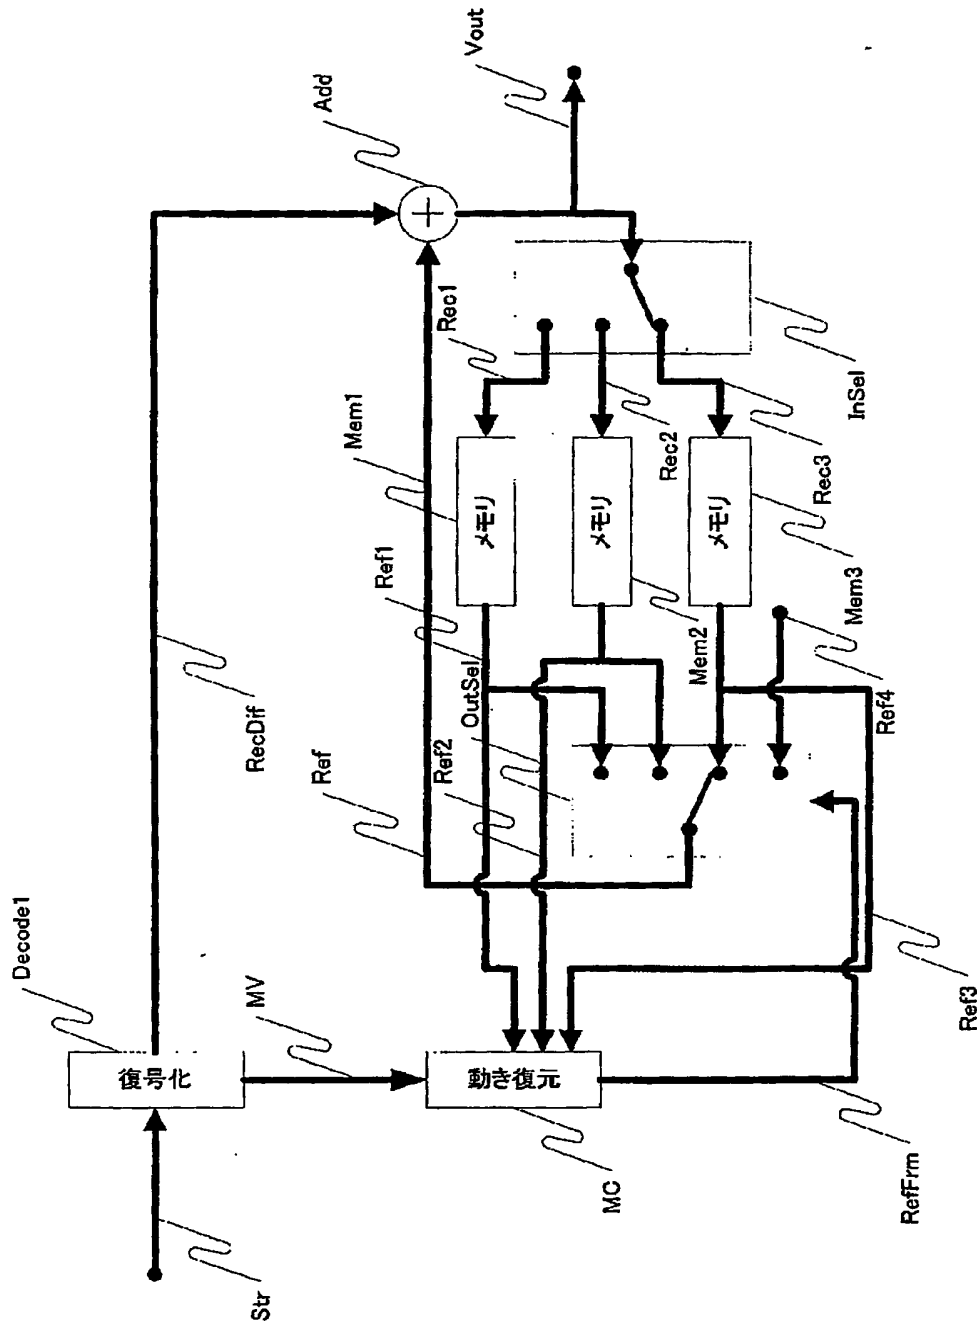 Str
Decode1
復号化
RecDif
MV
Add
Vout
動き復元
MC
Ref
Ref1
Ref2
OutSel
Mem1
メモリ
メモリ
メモリ
Rec1
Rec2
Rec3
InSel
Mem2
Mem3
Ref4
Ref3
RefFrm